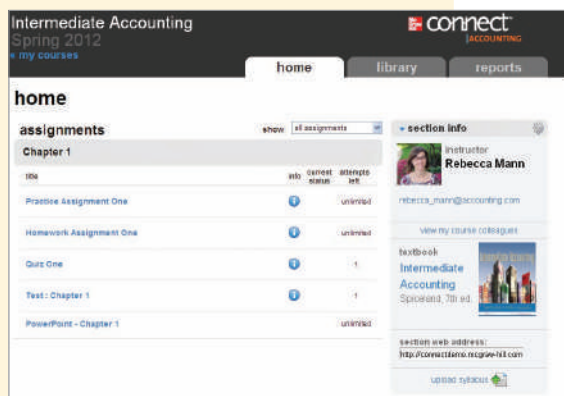 Intermediate Accounting
Spring 2012
« my courses
connect
ACCOUNTING
home
library
reports
home
assignments
show all assignments
Chapter 1
title
info
current status
attempts left
Practice Assignment One
unlimited
Homework Assignment One
unlimited
Quiz One
1
Test : Chapter 1
1
PowerPoint - Chapter 1
unlimited
section info
instructor
Rebecca Mann
rebecca_mann@accounting.com
view my course colleagues
textbook
Intermediate
Accounting
Spiceland, 7th ed.
section web address:
http://connectdemo.mcgraw-hill.com
upload syllabus